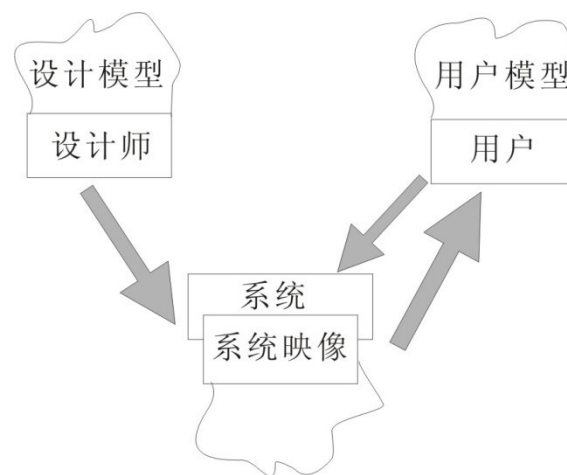 设计模型
设计师
用户模型
用户
系统
系统映像